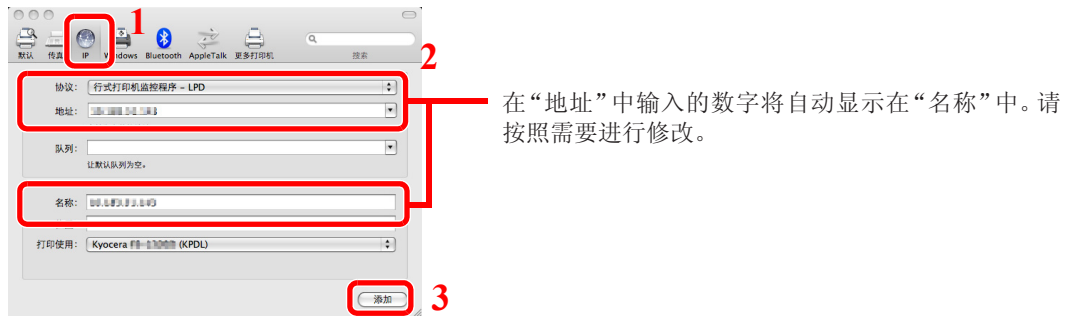 1
默认 IP Windows Bluetooth AppleTalk 更多打印机 搜索
2
协议: 行式打印机监控程序 – LPD
地址:
在“地址”中输入的数字将自动显示在“名称”中。请
按照需要进行修改。
队列:
让默认队列为空。
名称:
打印使用: Kyocera (KPDL)
添加
3